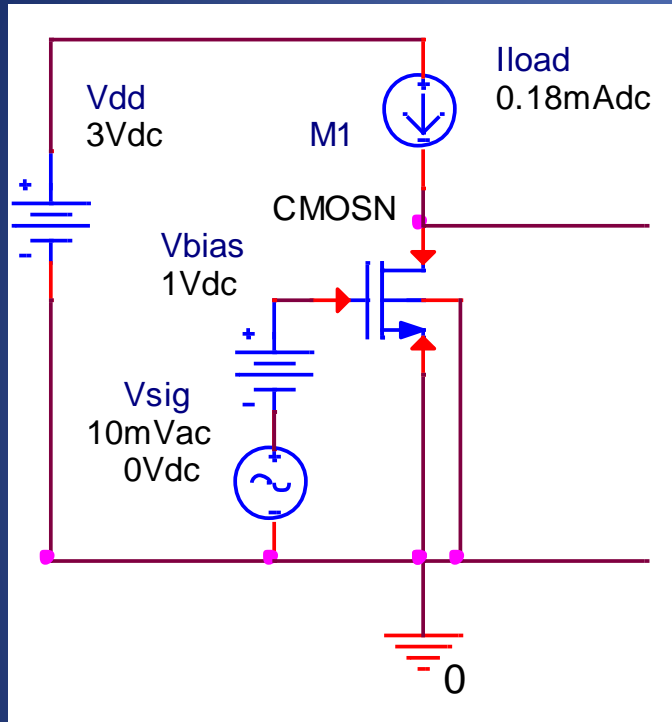 Iload
0.18mAdc
Vdd
3Vdc
M1
CMOSN
Vbias
1Vdc
Vsig
10mVac
0Vdc
0